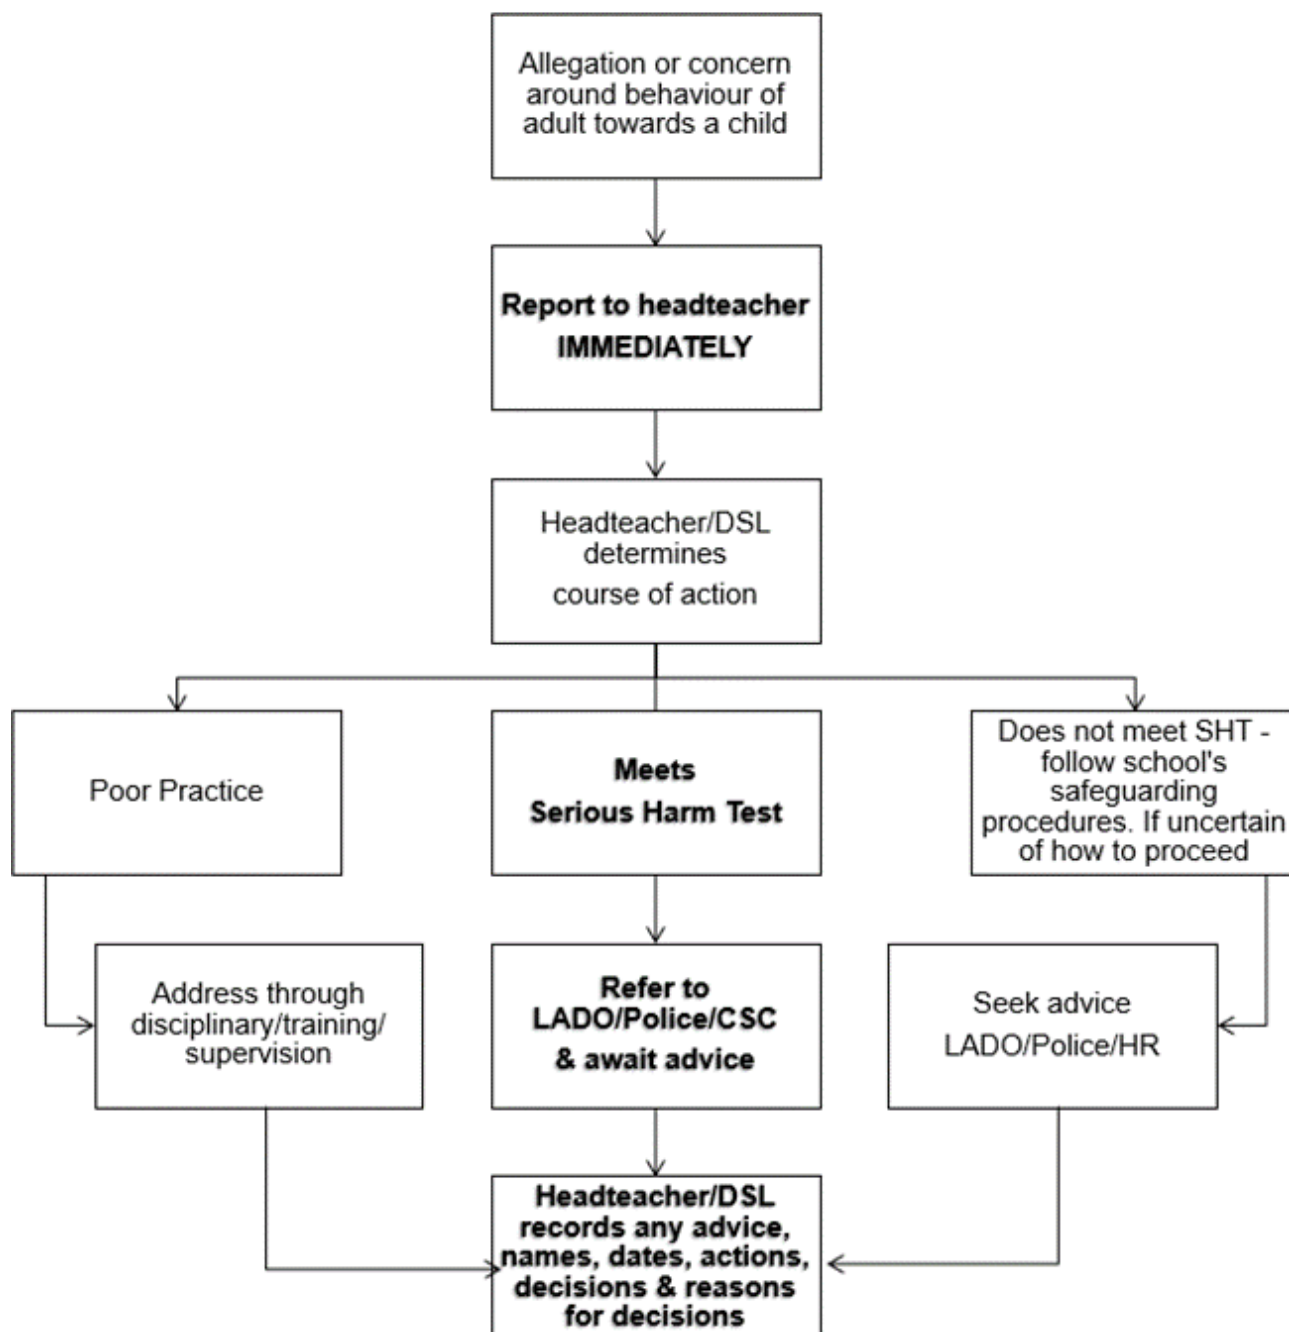 Allegation or concern
around behaviour of
adult towards a child
Report to headteacher
IMMEDIATELY
Headteacher/DSL
determines
course of action
Poor Practice
Meets
Serious Harm Test
Does not meet SHT -
follow school's
safeguarding
procedures. If uncertain
of how to proceed
Address through
disciplinary/training/
supervision
Refer to
LADO/Police/CSC
& await advice
Seek advice
LADO/Police/HR
Headteacher/DSL
records any advice,
names, dates, actions,
decisions & reasons
for decisions